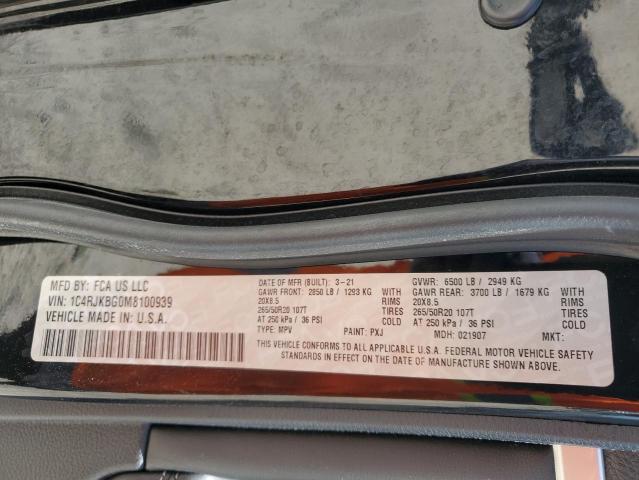 MFD BY: FCA US LLC
VIN: 1C4RJKBG0M8100939
VEHICLE MADE IN U.S.A.
DATE OF MFR (BUILT): 3-21
GAWR FRONT: 2850 LB / 1293 KG WITH
20X8.5 RIMS
265/50R20 107T TIRES
AT 250 kPa / 36 PSI COLD
TYPE: MPV PAINT: PXJ
GVWR: 6500 LB / 2949 KG
GAWR REAR: 3700 LB / 1679 KG WITH
20X8.5 RIMS
265/50R20 107T TIRES
AT 250 kPa / 36 PSI COLD
MDH: 021907 MKT:
THIS VEHICLE CONFORMS TO ALL APPLICABLE U.S.A. FEDERAL MOTOR VEHICLE SAFETY
STANDARDS IN EFFECT ON THE DATE OF MANUFACTURE SHOWN ABOVE.